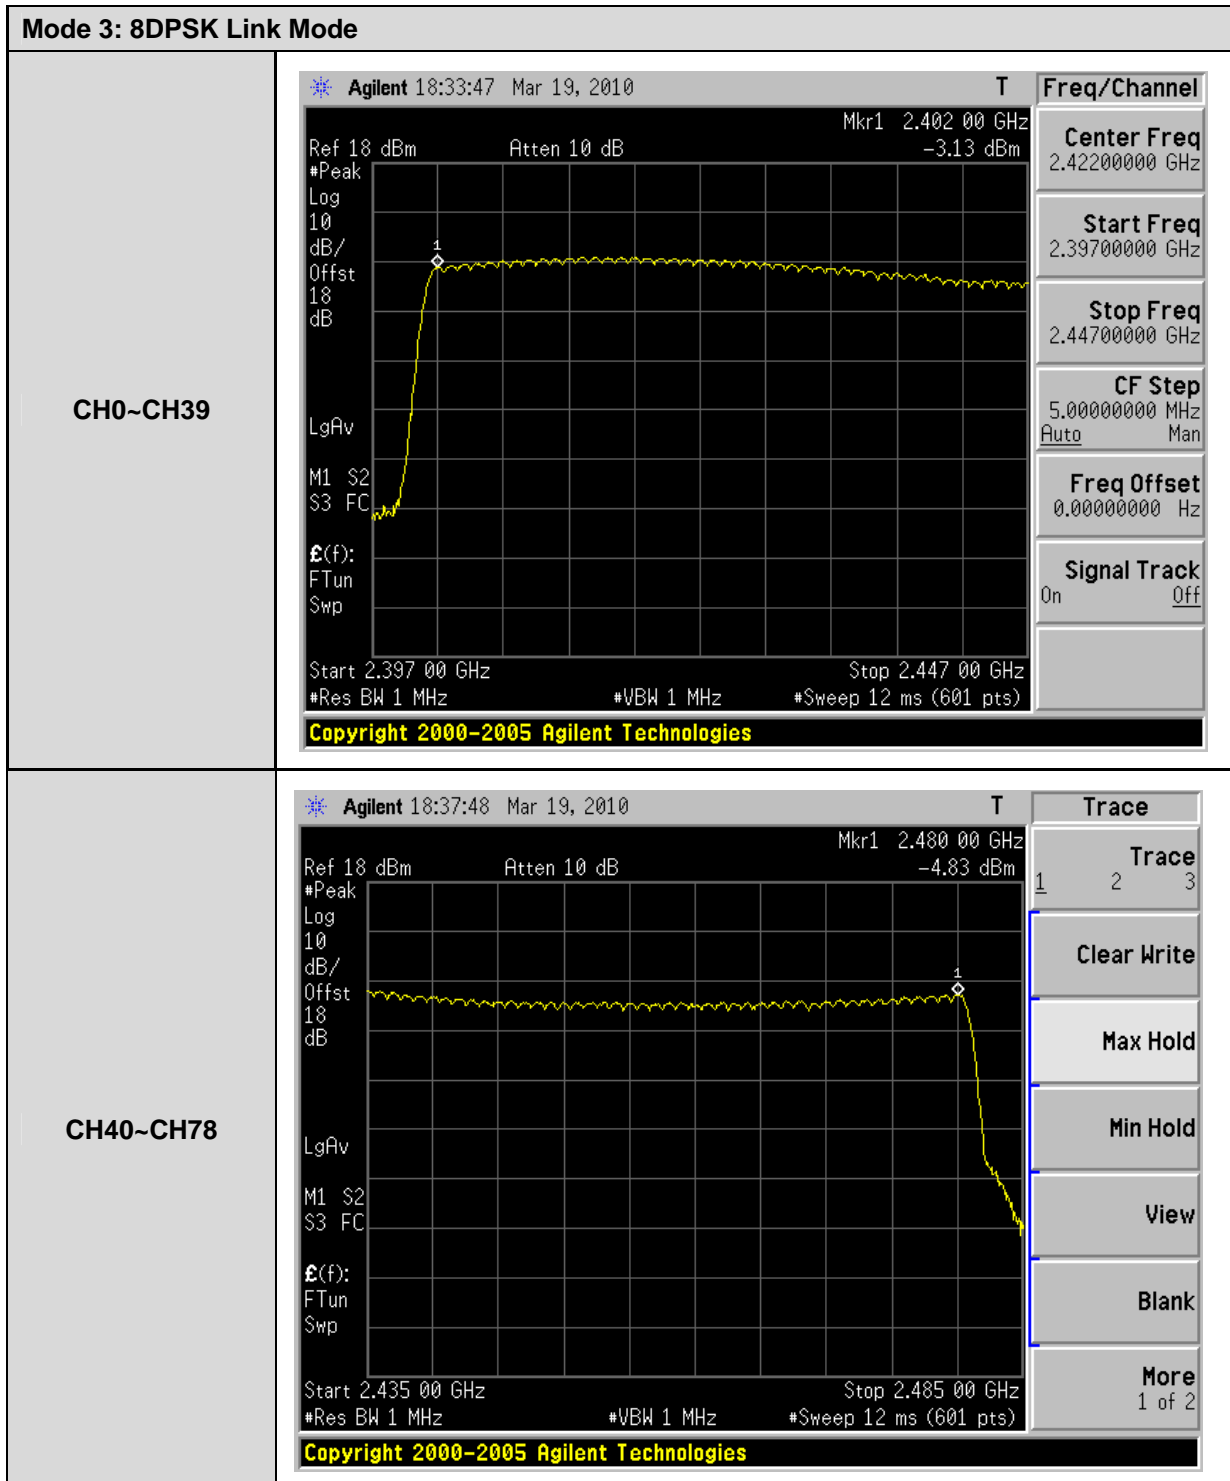 Mode 3: 8DPSK Link Mode
CH0~CH39
Agilent 18:33:47 Mar 19, 2010 T
Mkr1 2.402 00 GHz
Ref 18 dBm Atten 10 dB -3.13 dBm
#Peak
Log
10
dB/
Offst
18
dB
1
LgAv
M1 S2
S3 FC
£(f):
FTun
Swp
Start 2.397 00 GHz Stop 2.447 00 GHz
#Res BW 1 MHz #VBW 1 MHz #Sweep 12 ms (601 pts)
Copyright 2000-2005 Agilent Technologies
Freq/Channel
Center Freq
2.42200000 GHz
Start Freq
2.39700000 GHz
Stop Freq
2.44700000 GHz
CF Step
5.00000000 MHz
Auto Man
Freq Offset
0.00000000 Hz
Signal Track
On Off
CH40~CH78
Agilent 18:37:48 Mar 19, 2010 T
Mkr1 2.480 00 GHz
Ref 18 dBm Atten 10 dB -4.83 dBm
#Peak
Log
10
dB/
Offst
18
dB
1
LgAv
M1 S2
S3 FC
£(f):
FTun
Swp
Start 2.435 00 GHz Stop 2.485 00 GHz
#Res BW 1 MHz #VBW 1 MHz #Sweep 12 ms (601 pts)
Copyright 2000-2005 Agilent Technologies
Trace
Trace
1 2 3
Clear Write
Max Hold
Min Hold
View
Blank
More
1 of 2